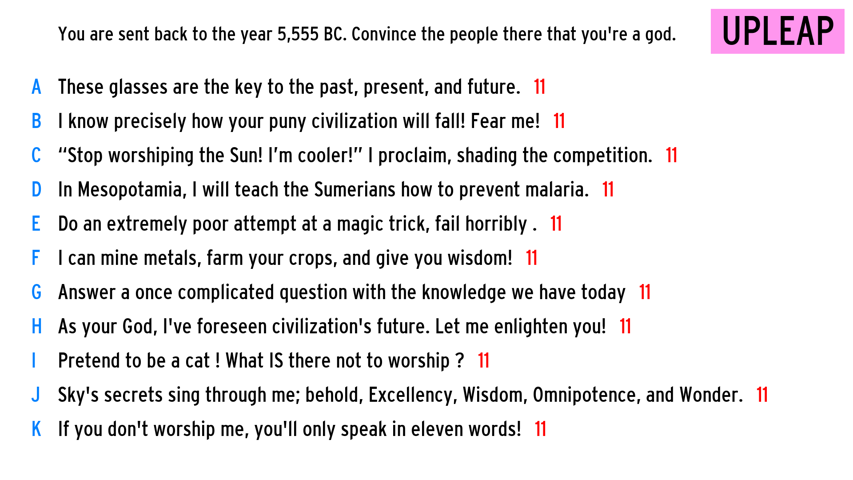 You are sent back to the year 5,555 BC. Convince the people there that you're a god.
UPLEAP
A These glasses are the key to the past, present, and future. 11
B I know precisely how your puny civilization will fall! Fear me! 11
C “Stop worshiping the Sun! I’m cooler!” I proclaim, shading the competition. 11
D In Mesopotamia, I will teach the Sumerians how to prevent malaria. 11
E Do an extremely poor attempt at a magic trick, fail horribly . 11
F I can mine metals, farm your crops, and give you wisdom! 11
G Answer a once complicated question with the knowledge we have today 11
H As your God, I've foreseen civilization's future. Let me enlighten you! 11
I Pretend to be a cat ! What IS there not to worship ? 11
J Sky's secrets sing through me; behold, Excellency, Wisdom, Omnipotence, and Wonder. 11
K If you don't worship me, you'll only speak in eleven words! 11